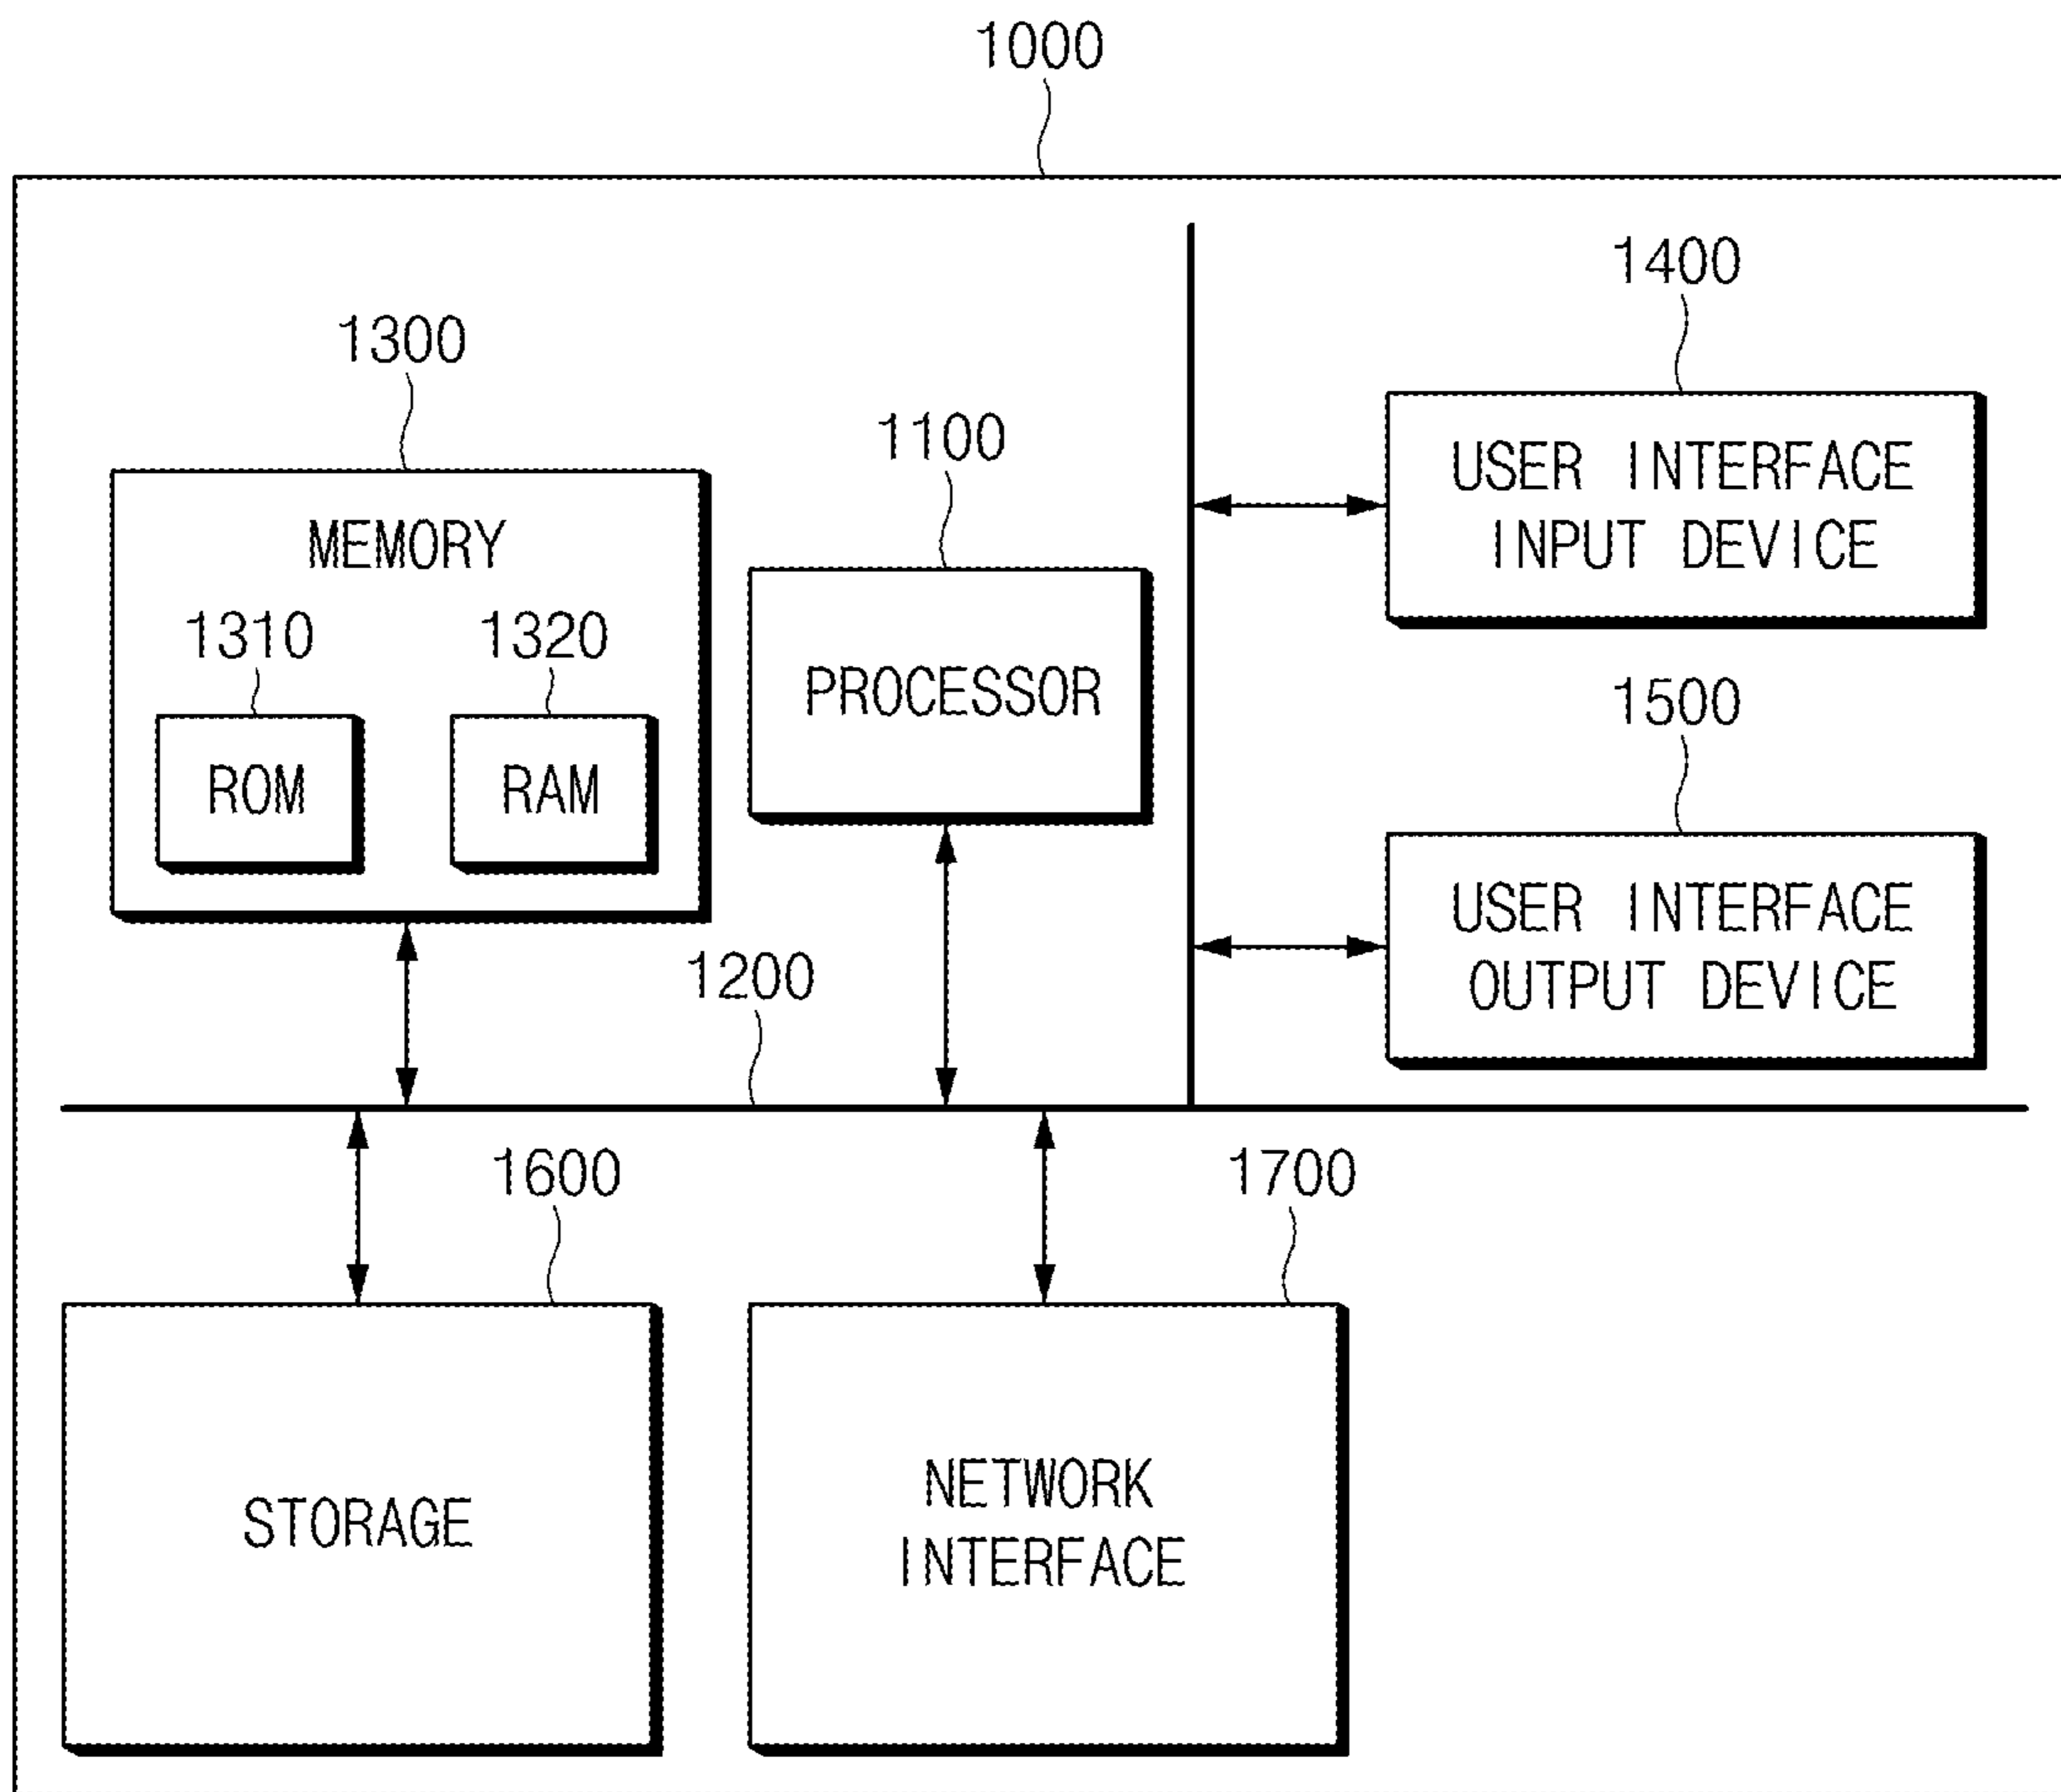 1000
1400
1300
1100
USER INTERFACE
INPUT DEVICE
MEMORY
1310
1320
PROCESSOR
1500
ROM
RAM
USER INTERFACE
OUTPUT DEVICE
1200
1600
1700
STORAGE
NETWORK
INTERFACE